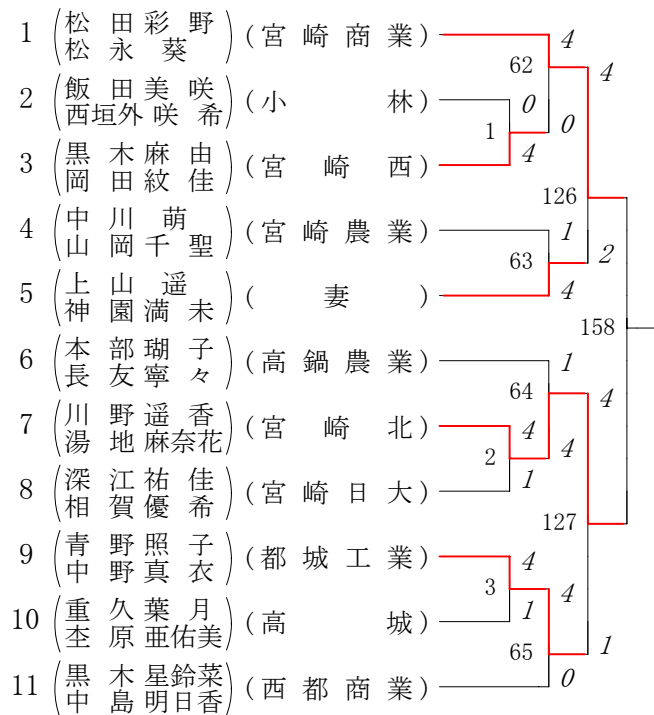 1 (松田彩野 松永葵) (宮崎商業)
2 (飯田美咲 西垣外咲希) (小林)
3 (黒木麻由 岡田紋佳) (宮崎西)
4 (中川萌 山岡千聖) (宮崎農業)
5 (上山遥 神園満未) (妻)
6 (本部瑚子 長友寧々) (高鍋農業)
7 (川野遥香 湯地麻奈花) (宮崎北)
8 (深江祐佳 相賀優希) (宮崎日大)
9 (青野照子 中野真衣) (都城工業)
10 (重久葉月 杢原亜佑美) (高城)
11 (黒木星鈴菜 中島明日香) (西都商業)
4
62
4
0
1
0
4
126
1
63
2
4
158
1
64
4
4
2
4
1
127
4
3
4
1
65
1
0